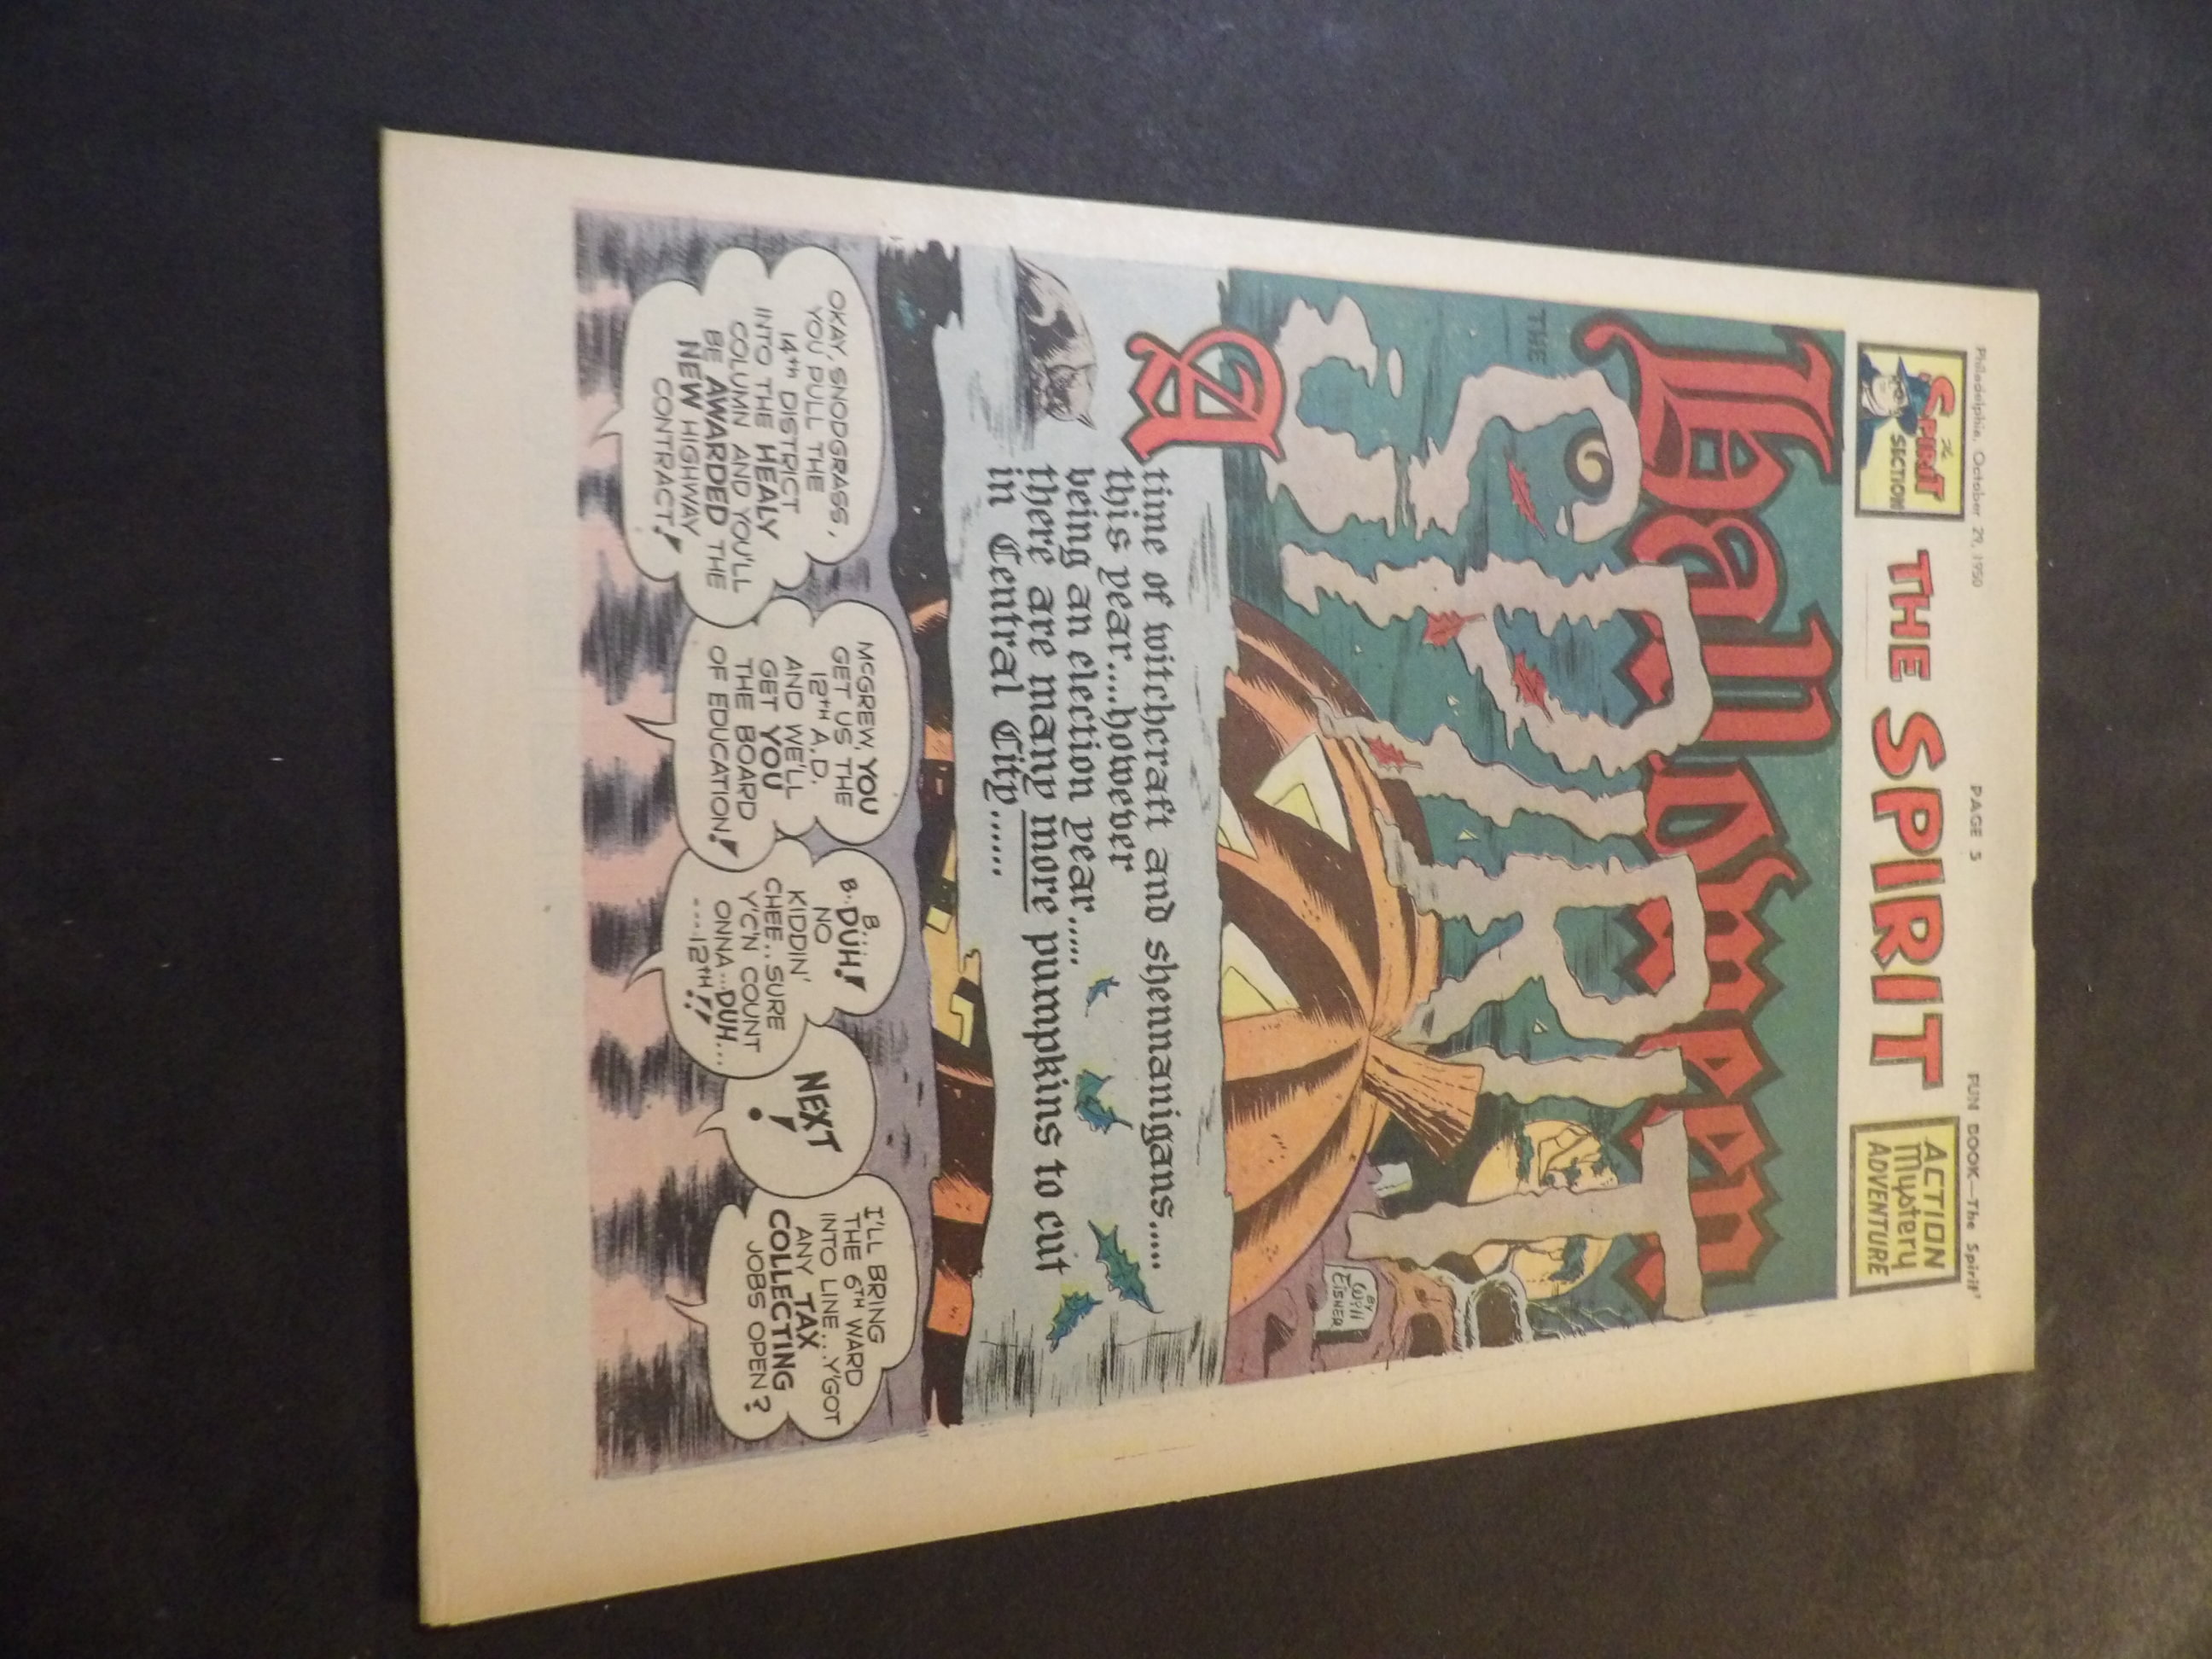 Philadelphia, October 29, 1950
PAGE 5
FUN BOOK—The Spirit
The SPIRIT SECTION
THE SPIRIT
ACTION
Mystery
ADVENTURE
Hallowe'en
THE
SPIRIT
BY
Will
EISNER
A
time of witchcraft and shennanigans.....
this year....however
being an election year.....
there are many more pumpkins to cut
in Central City......
OKAY, SNODGRASS,
YOU PULL THE
14TH DISTRICT
INTO THE HEALY
COLUMN AND YOU'LL
BE AWARDED THE
NEW HIGHWAY
CONTRACT!
MCGREW, YOU
GET US THE
12TH A.D.
AND WE'LL
GET YOU
THE BOARD
OF EDUCATION!
B...
B-DUH!
NO
KIDDIN'
CHEE..SURE
Y'C'N COUNT
ONNA...DUH...
----12TH!!
NEXT
!
I'LL BRING
THE 6TH WARD
INTO LINE...Y'GOT
ANY TAX
COLLECTING
JOBS OPEN?